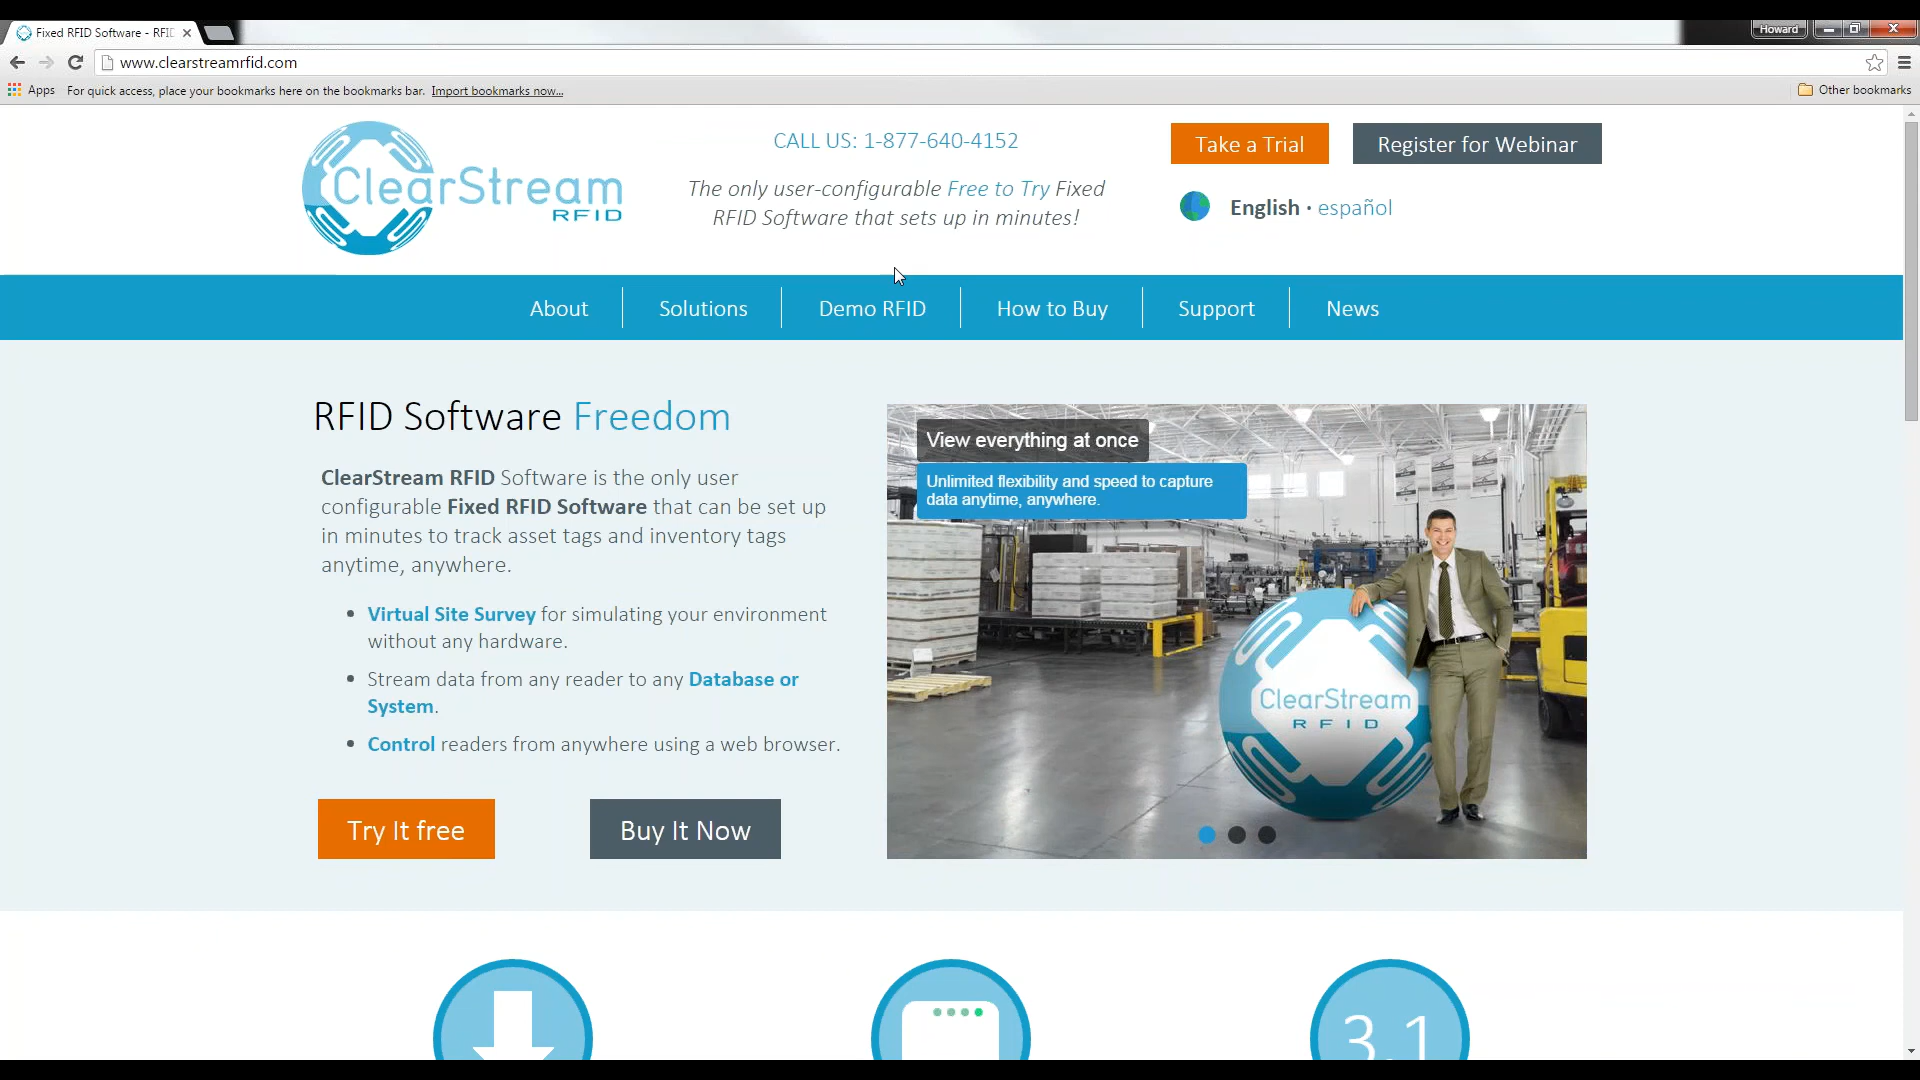 Fixed RFID Software - RFI
Howard
www.clearstreamrfid.com
Apps For quick access, place your bookmarks here on the bookmarks bar. Import bookmarks now...
Other bookmarks
ClearStream
RFID
CALL US: 1-877-640-4152
The only user-configurable Free to Try Fixed
RFID Software that sets up in minutes!
Take a Trial
Register for Webinar
English · español
About
Solutions
Demo RFID
How to Buy
Support
News
RFID Software Freedom
ClearStream RFID Software is the only user
configurable Fixed RFID Software that can be set up
in minutes to track asset tags and inventory tags
anytime, anywhere.
• Virtual Site Survey for simulating your environment
without any hardware.
• Stream data from any reader to any Database or
System.
• Control readers from anywhere using a web browser.
Try It free
Buy It Now
View everything at once
Unlimited flexibility and speed to capture
data anytime, anywhere.
ClearStream
RFID
3.1